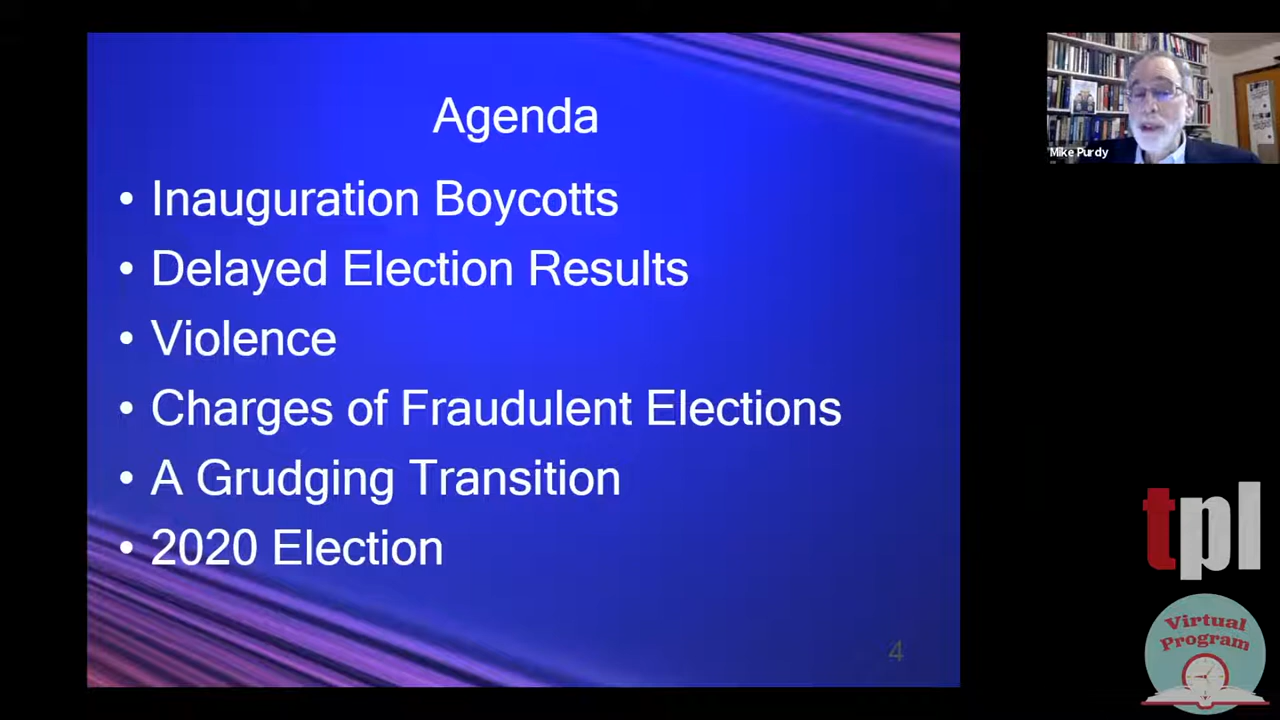 Agenda
• Inauguration Boycotts
• Delayed Election Results
• Violence
• Charges of Fraudulent Elections
• A Grudging Transition
• 2020 Election
4
Mike Purdy
tpl
Virtual
Program